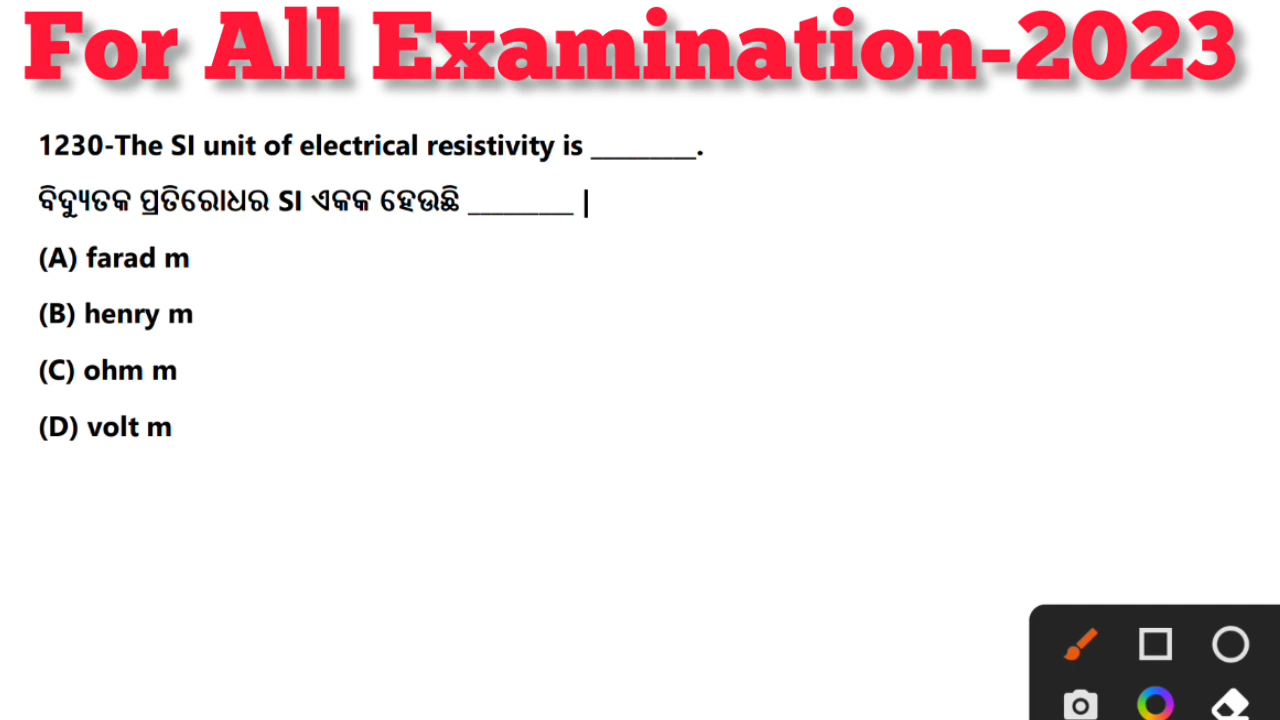 For All Examination-2023
1230-The SI unit of electrical resistivity is ________.
ବିଦ୍ୟୁତକ ପ୍ରତିରୋଧର SI ଏକକ ହେଉଛି ________ |
(A) farad m
(B) henry m
(C) ohm m
(D) volt m